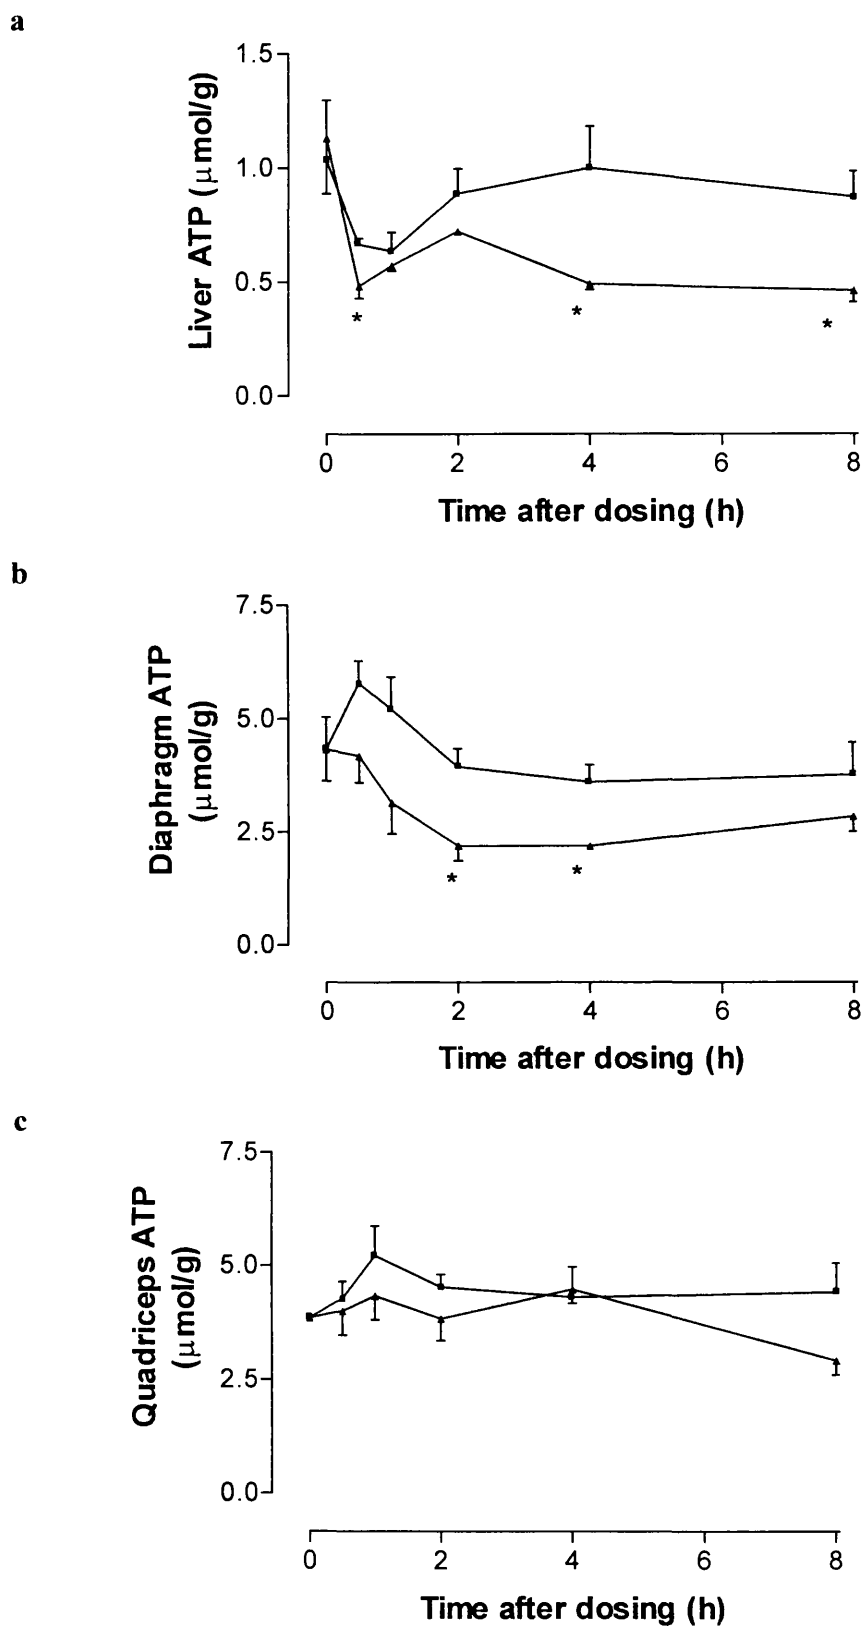 a
1.5
Liver ATP (μmol/g)
1.0
0.5
*
*
*
0.0
0 2 4 6 8
Time after dosing (h)
b
7.5
Diaphragm ATP
(μmol/g)
5.0
2.5
*
*
0.0
0 2 4 6 8
Time after dosing (h)
c
7.5
Quadriceps ATP
(μmol/g)
5.0
2.5
0.0
0 2 4 6 8
Time after dosing (h)